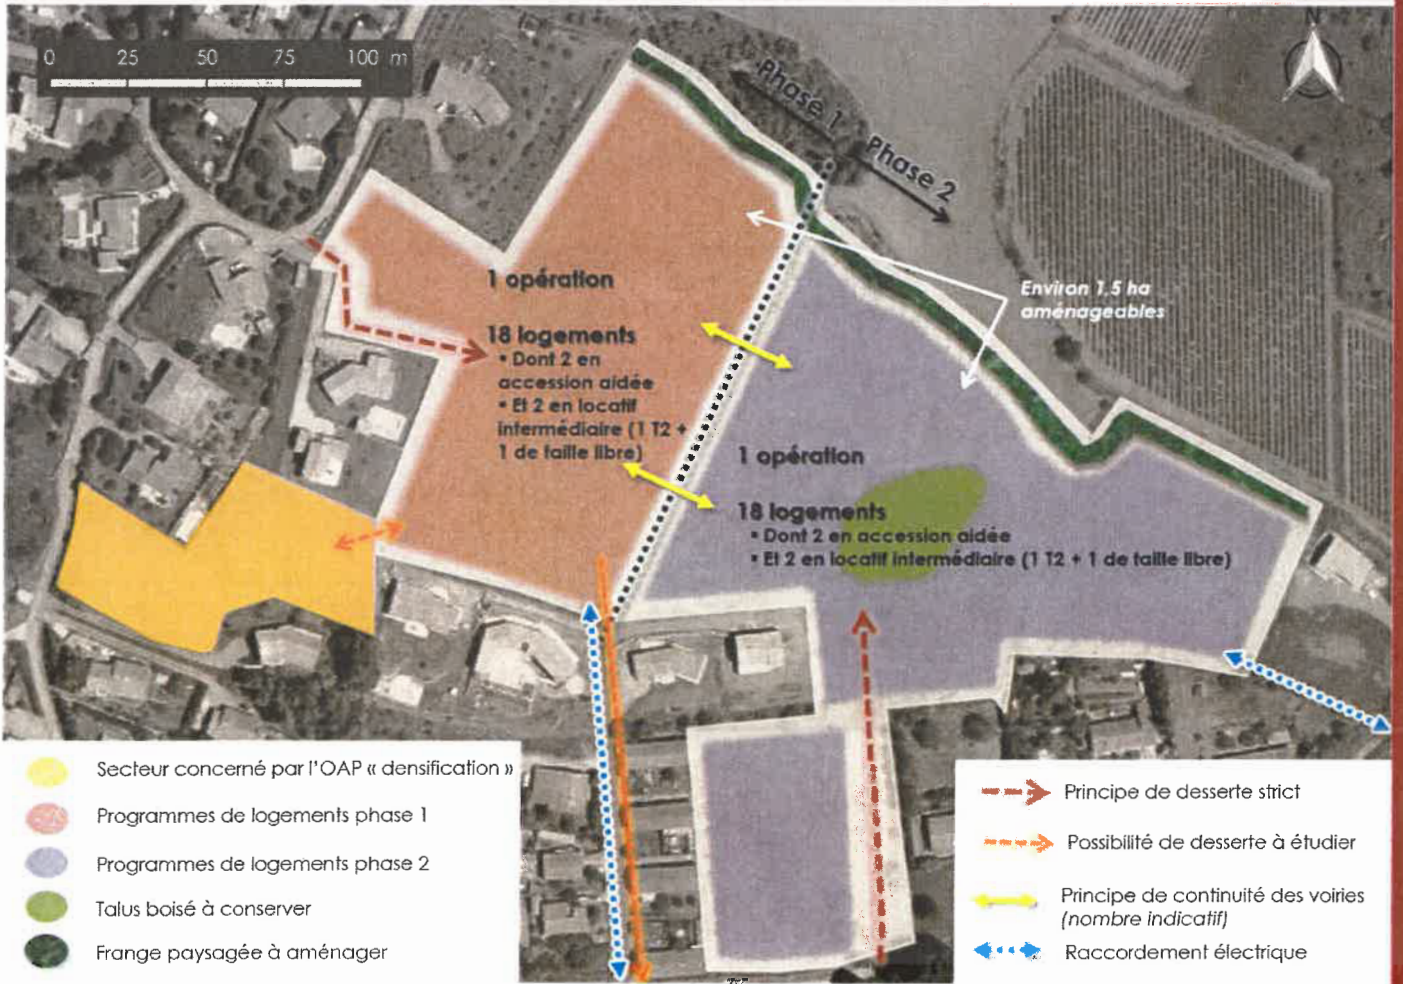 0 25 50 75 100 m
N
Phase 1
Phase 2
Environ 1,5 ha
aménageables
1 opération
18 logements
▪ Dont 2 en
accession aidée
▪ Et 2 en locatif
intermédiaire (1 T2 +
1 de taille libre)
1 opération
18 logements
▪ Dont 2 en accession aidée
▪ Et 2 en locatif intermédiaire (1 T2 + 1 de taille libre)
Secteur concerné par l'OAP « densification »
Programmes de logements phase 1
Programmes de logements phase 2
Talus boisé à conserver
Frange paysagée à aménager
Principe de desserte strict
Possibilité de desserte à étudier
Principe de continuité des voiries
(nombre indicatif)
Raccordement électrique